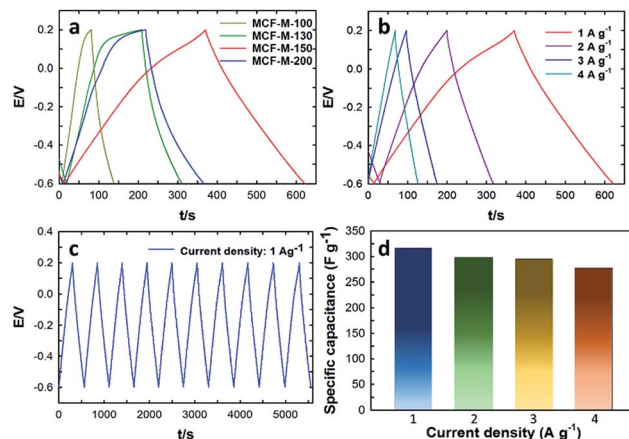 a
MCF-M-100
MCF-M-130
MCF-M-150
MCF-M-200
E/V
0.2
0.0
-0.2
-0.4
-0.6
0 100 200 300 400 500 600
t/s
b
1 A g⁻¹
2 A g⁻¹
3 A g⁻¹
4 A g⁻¹
E/V
0.2
0.0
-0.2
-0.4
-0.6
0 100 200 300 400 500 600
t/s
c
Current density: 1 Ag⁻¹
E/V
0.4
0.2
0.0
-0.2
-0.4
-0.6
0 1000 2000 3000 4000 5000
t/s
d
Specific capacitance (F g⁻¹)
350
300
250
200
150
100
50
0
1 2 3 4
Current density (A g⁻¹)